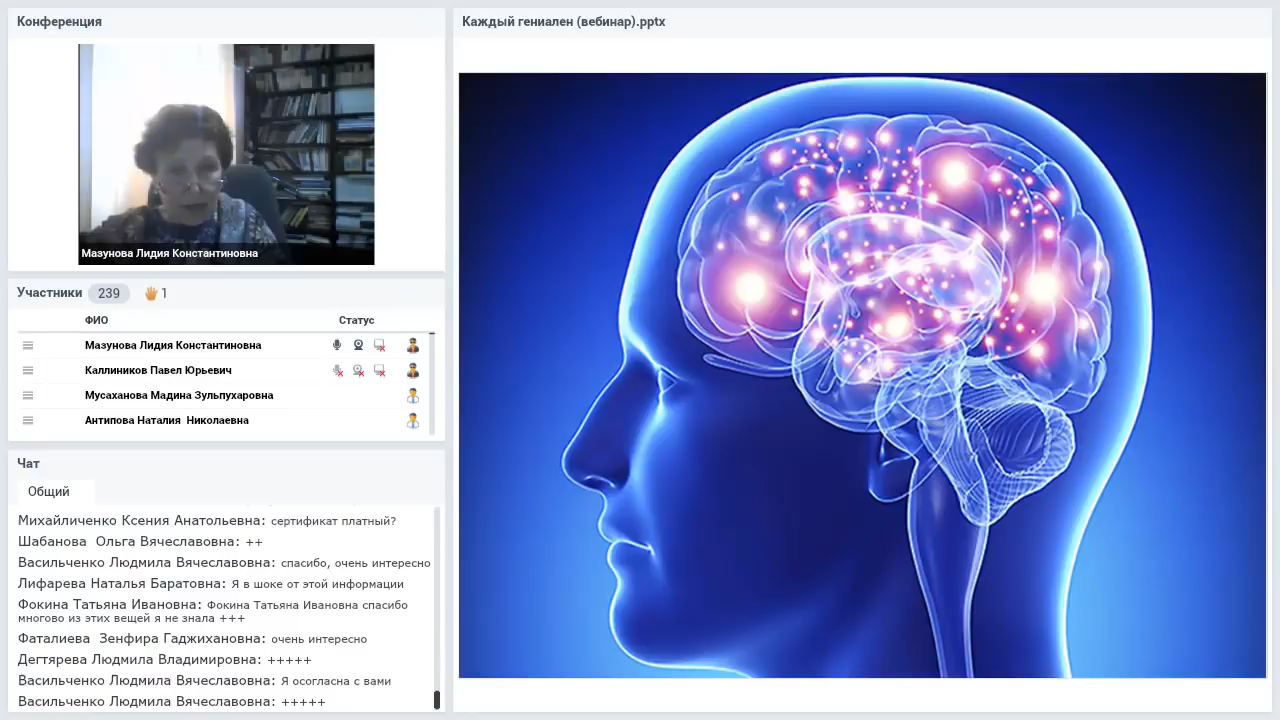 Конференция
Мазунова Лидия Константиновна
Участники 239 1
ФИО Статус
Мазунова Лидия Константиновна
Каллиников Павел Юрьевич
Мусаханова Мадина Зульпухаровна
Антипова Наталия Николаевна
Чат
Общий
Михайличенко Ксения Анатольевна: сертификат платный?
Шабанова Ольга Вячеславовна: ++
Васильченко Людмила Вячеславовна: спасибо, очень интересно
Лифарева Наталья Баратовна: Я в шоке от этой информации
Фокина Татьяна Ивановна: Фокина Татьяна Ивановна спасибо
многово из этих вещей я не знала +++
Фаталиева Зенфира Гаджихановна: очень интересно
Дегтярева Людмила Владимировна: +++++
Васильченко Людмила Вячеславовна: Я осогласна с вами
Васильченко Людмила Вячеславовна: +++++
Каждый гениален (вебинар).pptx